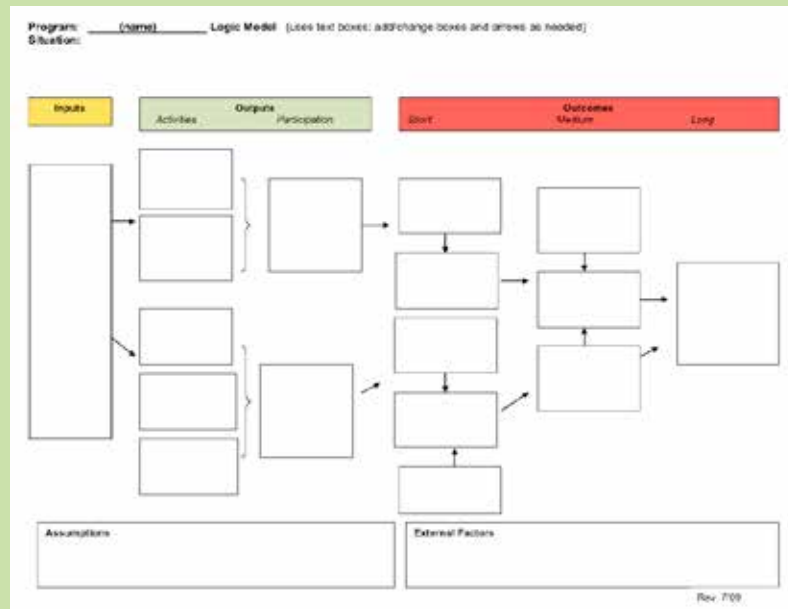 Program: (name) Logic Model (uses text boxes: add/change boxes and arrows as needed)
Situation:
Inputs
Outputs
Activities Participation
Outcomes
Short Medium Long
Assumptions
External Factors
Rev. 7/09